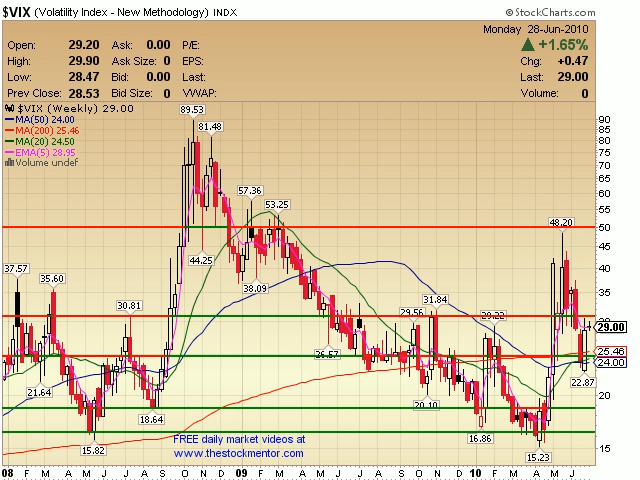 $VIX (Volatility Index - New Methodology) INDX
© StockCharts.com
Monday 28-Jun-2010
Open: 29.20 Ask: 0.00 P/E:
+1.65%
High: 29.90 Ask Size: 0 EPS:
Chg: +0.47
Low: 28.47 Bid: 0.00 Last:
Last: 29.00
Prev Close: 28.53 Bid Size: 0 VWAP:
Volume: 0
$VIX (Weekly) 29.00
MA(50) 24.00
MA(200) 25.46
MA(20) 24.50
EMA(5) 28.95
Volume undef
89.53
81.48
57.36
53.25
48.20
44.25
38.09
37.57
35.60
30.81
29.56
31.84
29.22
26.57
21.64
20.10
18.64
16.86
15.82
15.23
22.87
90
85
80
75
70
65
60
55
50
45
40
35
29.00
25.46
24.00
20
15
FREE daily market videos at
www.thestockmentor.com
08 F M A M J J A S O N D 09 F M A M J J A S O N D 10 F M A M J